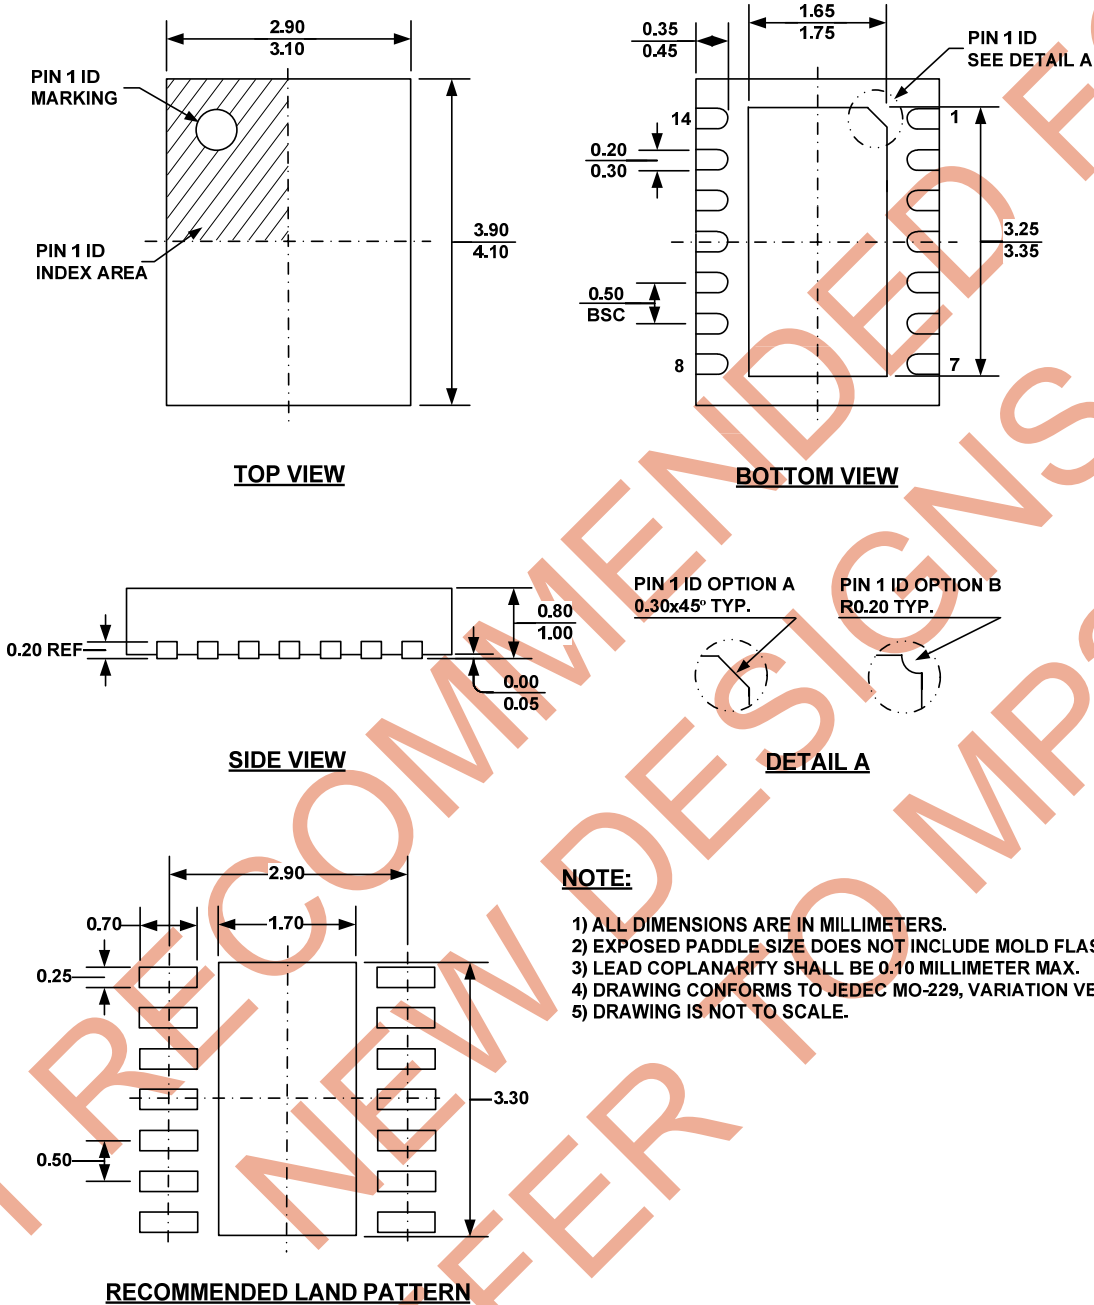 2.90
3.10
PIN 1 ID
MARKING
PIN 1 ID
INDEX AREA
3.90
4.10
TOP VIEW
0.35
0.45
1.65
1.75
PIN 1 ID
SEE DETAIL A
14
1
0.20
0.30
3.25
3.35
0.50
BSC
8
7
BOTTOM VIEW
0.20 REF
0.80
1.00
0.00
0.05
SIDE VIEW
PIN 1 ID OPTION A
0.30x45º TYP.
PIN 1 ID OPTION B
R0.20 TYP.
DETAIL A
2.90
0.70
1.70
0.25
3.30
0.50
RECOMMENDED LAND PATTERN
NOTE:
1) ALL DIMENSIONS ARE IN MILLIMETERS.
2) EXPOSED PADDLE SIZE DOES NOT INCLUDE MOLD
3) LEAD COPLANARITY SHALL BE 0.10 MILLIMETER MAX.
4) DRAWING CONFORMS TO JEDEC MO-229, VARIATION
5) DRAWING IS NOT TO SCALE.
RECOMMENDED
NEW DESIGNS
TO